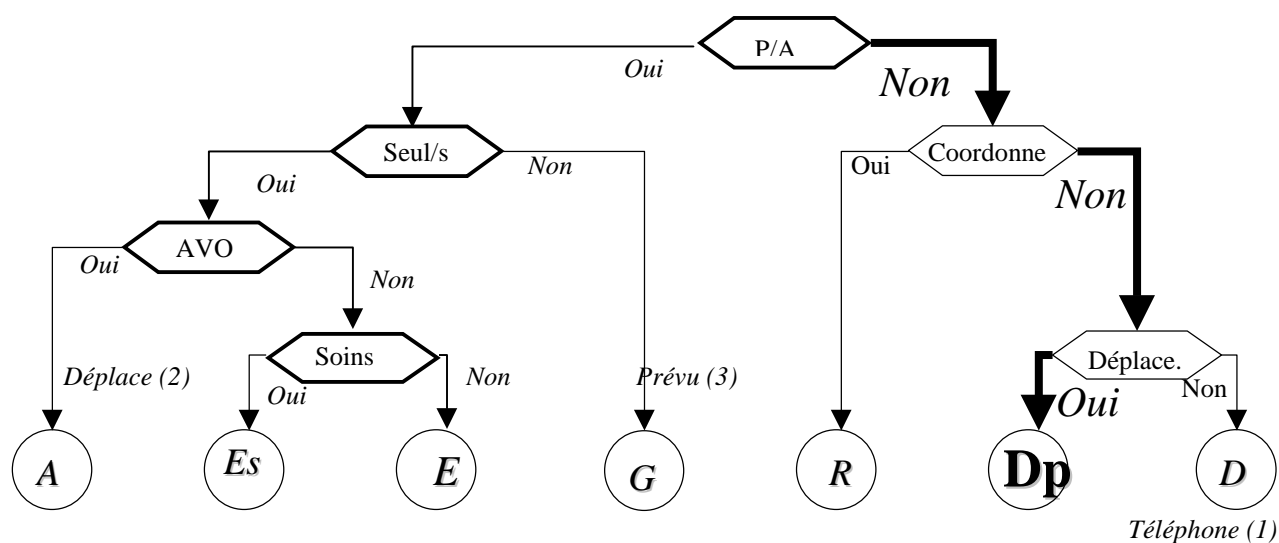 P/A
Oui
Non
Seul/s
Coordonne
Oui
Non
Oui
Non
AVO
Oui
Non
Soins
Déplace.
Déplace (2)
Oui
Non
Prévu (3)
Oui
Non
A
Es
E
G
R
Dp
D
Téléphone (1)